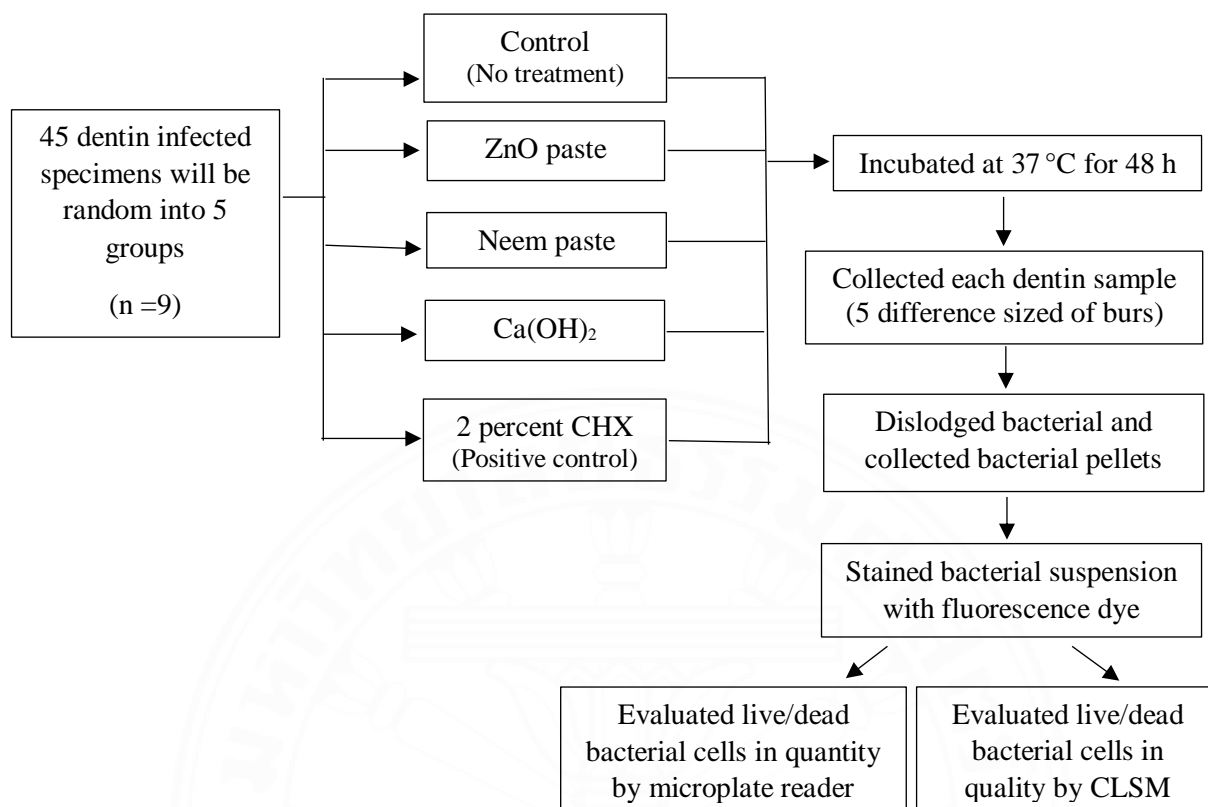 45 dentin infected
specimens will be
random into 5
groups
(n =9)
Control
(No treatment)
ZnO paste
Neem paste
Ca(OH)₂
2 percent CHX
(Positive control)
Incubated at 37 °C for 48 h
Collected each dentin sample
(5 difference sized of burs)
Dislodged bacterial and
collected bacterial pellets
Stained bacterial suspension
with fluorescence dye
Evaluated live/dead
bacterial cells in quantity
by microplate reader
Evaluated live/dead
bacterial cells in
quality by CLSM